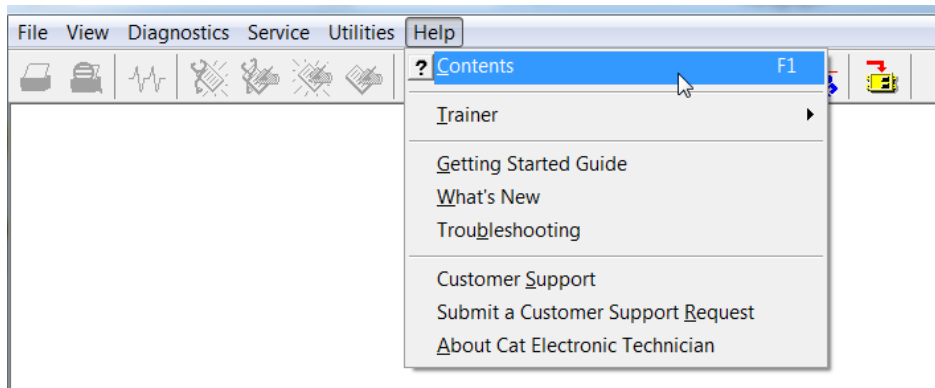 File View Diagnostics Service Utilities Help
? Contents F1
Trainer
Getting Started Guide
What's New
Troubleshooting
Customer Support
Submit a Customer Support Request
About Cat Electronic Technician